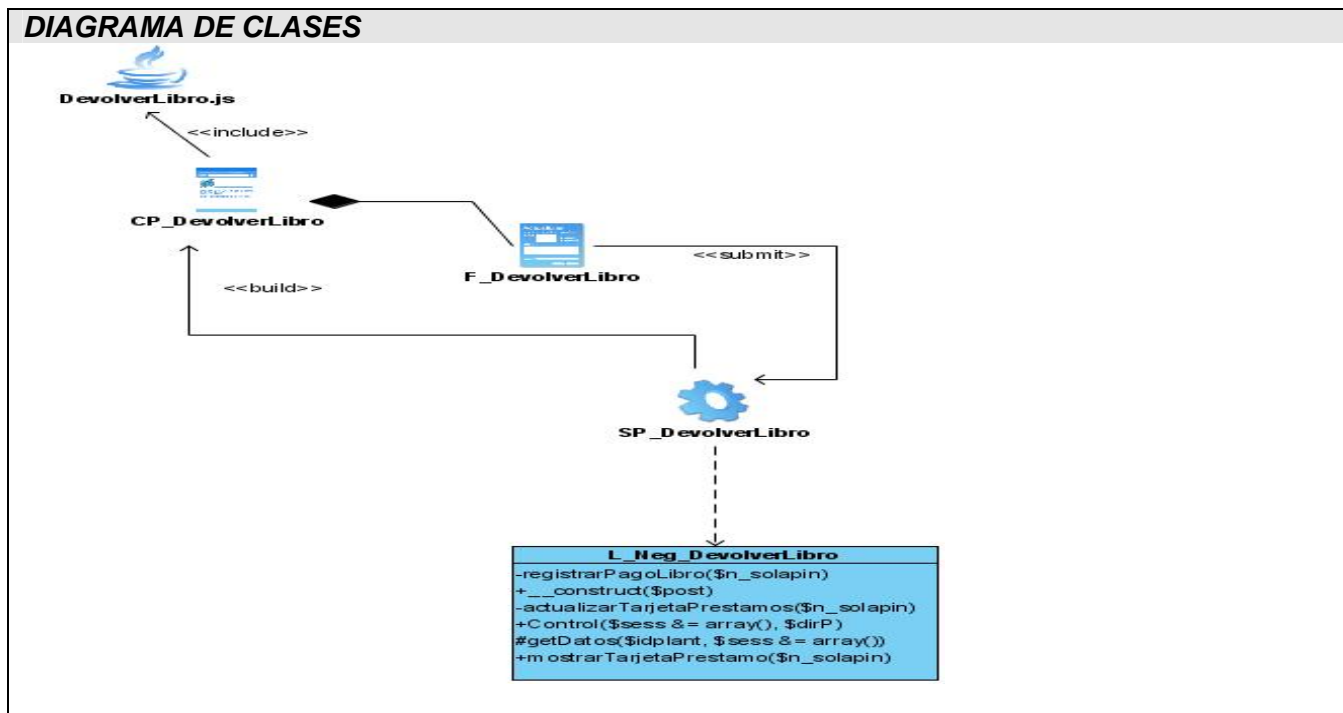 DIAGRAMA DE CLASES
DevolverLibro.js
<<include>>
CP_DevolverLibro
F_DevolverLibro
<<submit>>
<<build>>
SP_DevolverLibro
L_Neg_DevolverLibro
-registrarPagoLibro($n_solapin)
+__construct($post)
-actualizarTarjetaPrestamos($n_solapin)
+Control($sess &= array(), $dirP)
#getDatos($idplant, $sess &= array())
+mostrarTarjetaPrestamo($n_solapin)